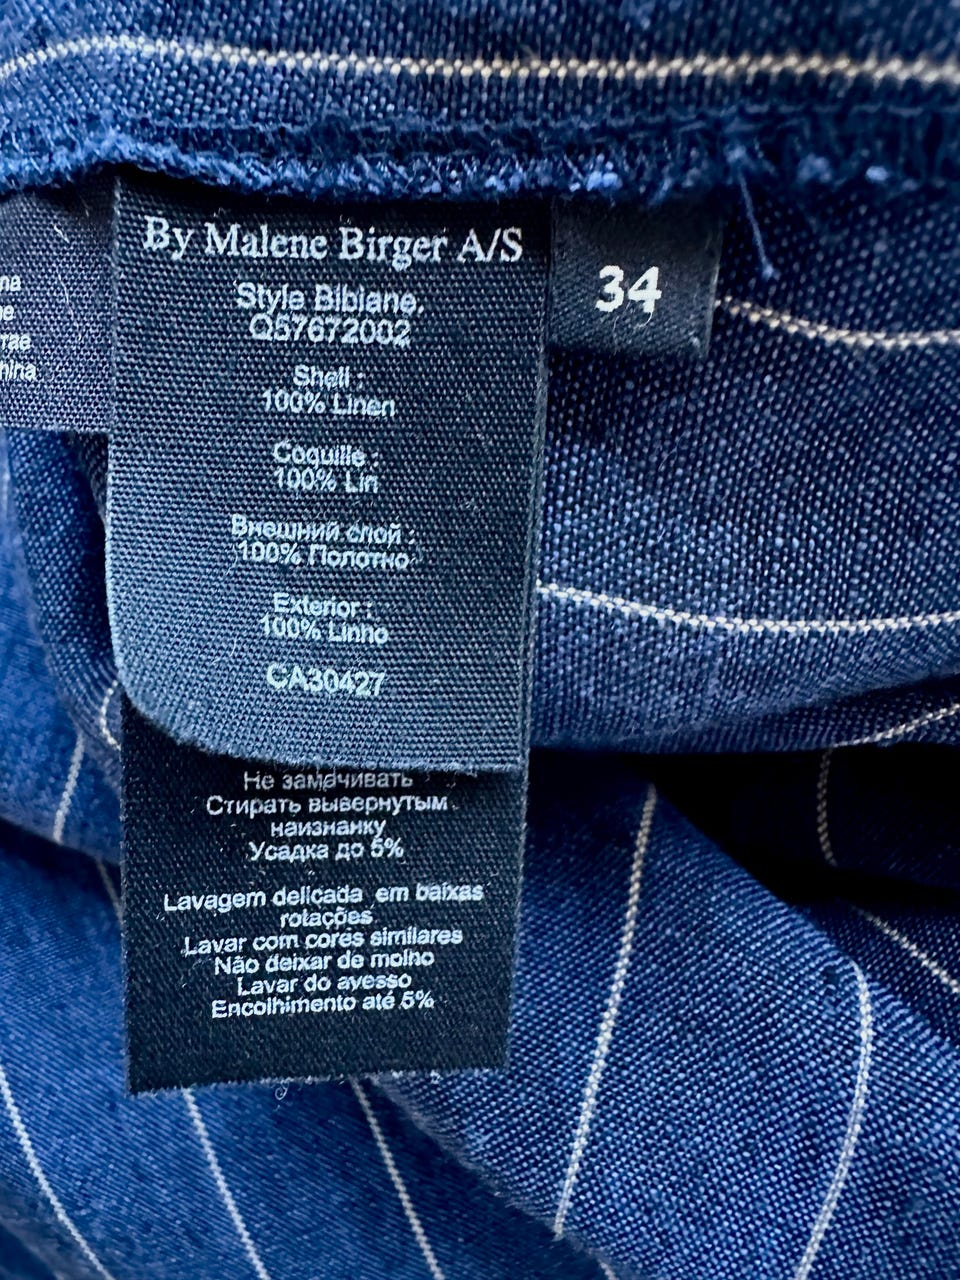 By Malene Birger A/S
Style Bibiane,
Q57672002
Shell :
100% Linen
Coquille :
100% Lin
Внешний слой :
100% Полотно
Exterior :
100% Linho
CA30427
34
Не замачивать
Стирать вывернутым
наизнанку
Усадка до 5%
Lavagem delicada em baixas
rotações
Lavar com cores similares
Não deixar de molho
Lavar do avesso
Encolhimento até 5%